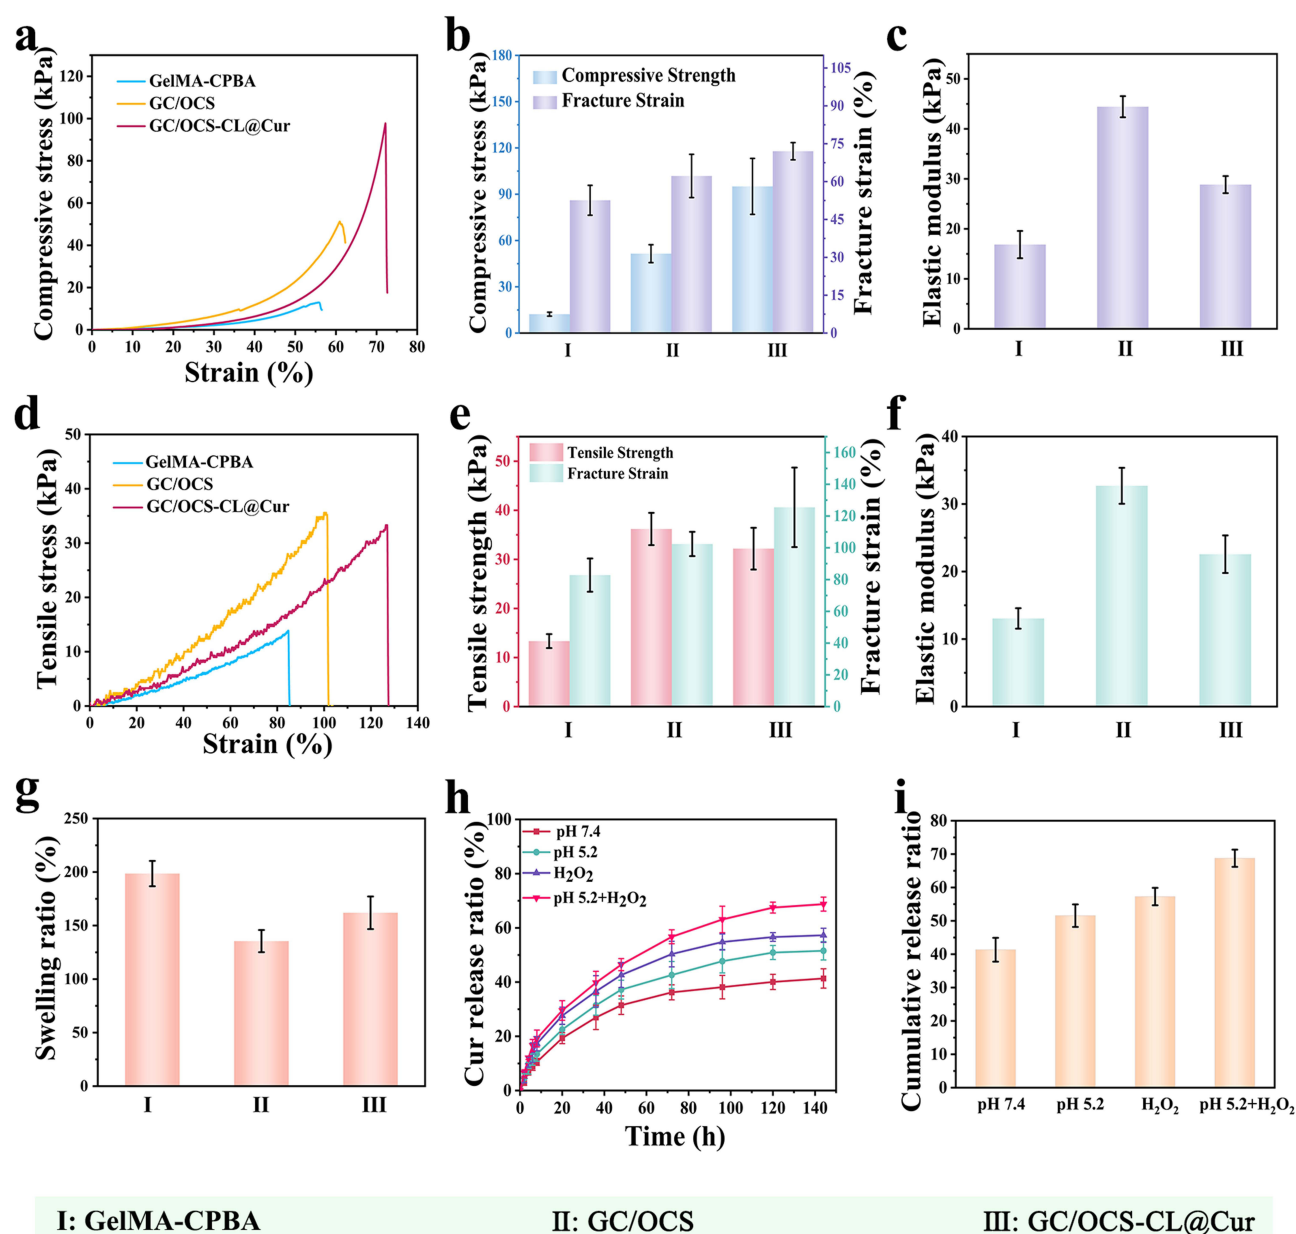 a
Compressive stress (kPa)
120
100
80
60
40
20
0
GelMA-CPBA
GC/OCS
GC/OCS-CL@Cur
0 10 20 30 40 50 60 70 80
Strain (%)
b
Compressive stress (kPa)
180
150
120
90
60
30
0
Compressive Strength
Fracture Strain
105
90
75
60
45
30
15
0
Fracture strain (%)
I II III
c
Elastic modulus (kPa)
50
40
30
20
10
0
I II III
d
Tensile stress (kPa)
50
40
30
20
10
0
GelMA-CPBA
GC/OCS
GC/OCS-CL@Cur
0 20 40 60 80 100 120 140
Strain (%)
e
Tensile strength (kPa)
50
40
30
20
10
0
Tensile Strength
Fracture Strain
160
140
120
100
80
60
40
20
0
Fracture strain (%)
I II III
f
Elastic modulus (kPa)
40
30
20
10
0
I II III
g
Swelling ratio (%)
250
200
150
100
50
0
I II III
h
Cur release ratio (%)
100
80
60
40
20
0
pH 7.4
pH 5.2
H₂O₂
pH 5.2+H₂O₂
0 20 40 60 80 100 120 140
Time (h)
i
Cumulative release ratio
80
70
60
50
40
30
20
10
0
pH 7.4 pH 5.2 H₂O₂ pH 5.2+H₂O₂
I: GelMA-CPBA II: GC/OCS III: GC/OCS-CL@Cur